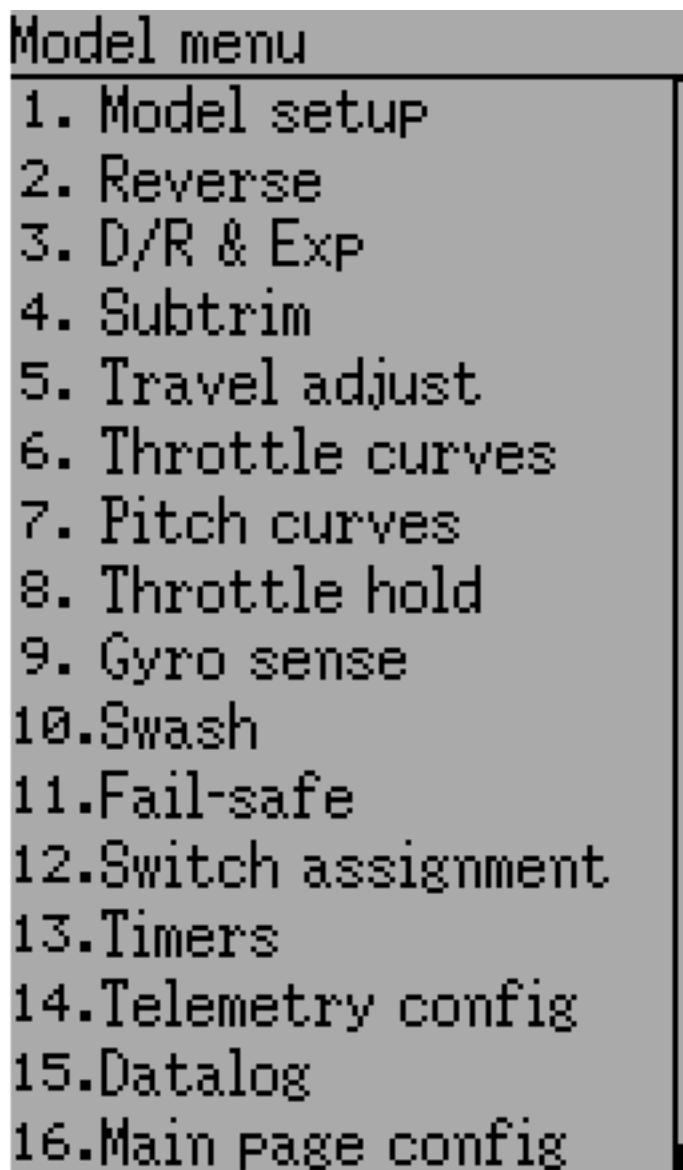 Model menu
1. Model setup
2. Reverse
3. D/R & Exp
4. Subtrim
5. Travel adjust
6. Throttle curves
7. Pitch curves
8. Throttle hold
9. Gyro sense
10.Swash
11.Fail-safe
12.Switch assignment
13.Timers
14.Telemetry config
15.Datalog
16.Main page config